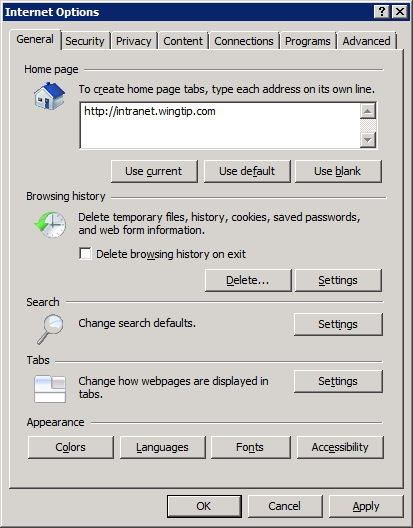 Internet Options
General Security Privacy Content Connections Programs Advanced
Home page
To create home page tabs, type each address on its own line.
http://intranet.wingtip.com
Use current Use default Use blank
Browsing history
Delete temporary files, history, cookies, saved passwords,
and web form information.
Delete browsing history on exit
Delete... Settings
Search
Change search defaults.
Settings
Tabs
Change how webpages are displayed in
tabs.
Settings
Appearance
Colors Languages Fonts Accessibility
OK Cancel Apply